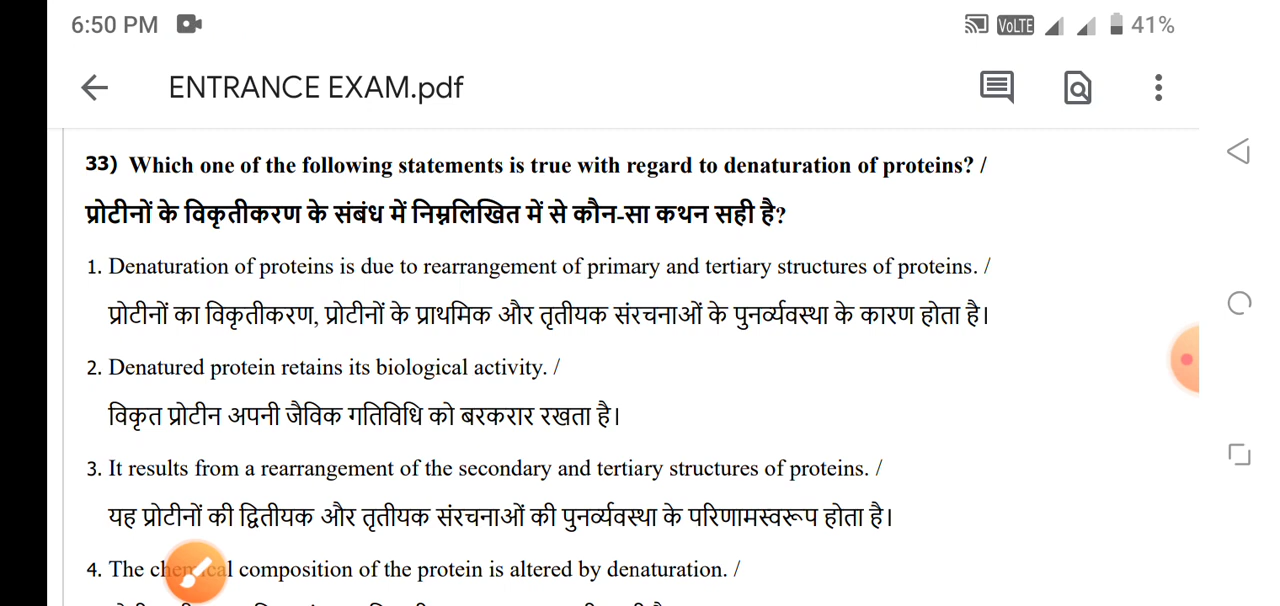 6:50 PM VoLTE 41%
ENTRANCE EXAM.pdf
33) Which one of the following statements is true with regard to denaturation of proteins? /
प्रोटीनों के विकृतीकरण के संबंध में निम्नलिखित में से कौन-सा कथन सही है?
1. Denaturation of proteins is due to rearrangement of primary and tertiary structures of proteins. /
प्रोटीनों का विकृतीकरण, प्रोटीनों के प्राथमिक और तृतीयक संरचनाओं के पुनर्व्यवस्था के कारण होता है।
2. Denatured protein retains its biological activity. /
विकृत प्रोटीन अपनी जैविक गतिविधि को बरकरार रखता है।
3. It results from a rearrangement of the secondary and tertiary structures of proteins. /
यह प्रोटीनों की द्वितीयक और तृतीयक संरचनाओं की पुनर्व्यवस्था के परिणामस्वरूप होता है।
4. The chemical composition of the protein is altered by denaturation. /